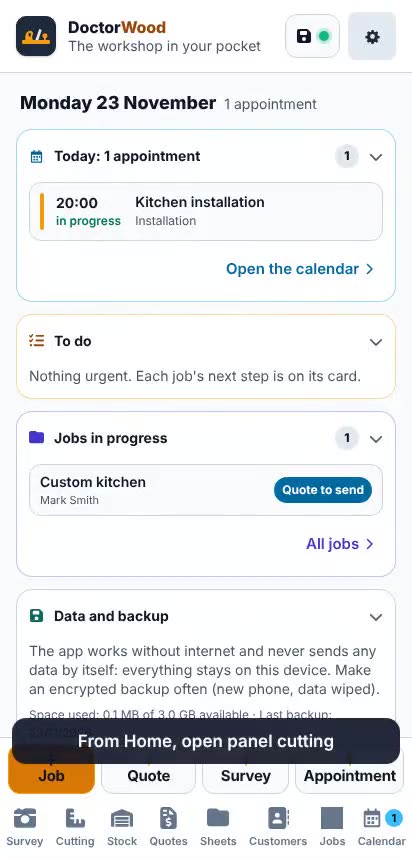 DoctorWood
The workshop in your pocket
Monday 23 November 1 appointment
Today: 1 appointment 1
20:00 Kitchen installation
in progress Installation
Open the calendar
To do
Nothing urgent. Each job's next step is on its card.
Jobs in progress 1
Custom kitchen
Mark Smith
Quote to send
All jobs
Data and backup
The app works without internet and never sends any
data by itself: everything stays on this device. Make
an encrypted backup often (new phone, data wiped).
Space used: 0.1 MB of 3.0 GB available · Last backup:
From Home, open panel cutting
Job Quote Survey Appointment
Survey Cutting Stock Quotes Sheets Customers Jobs Calendar
1